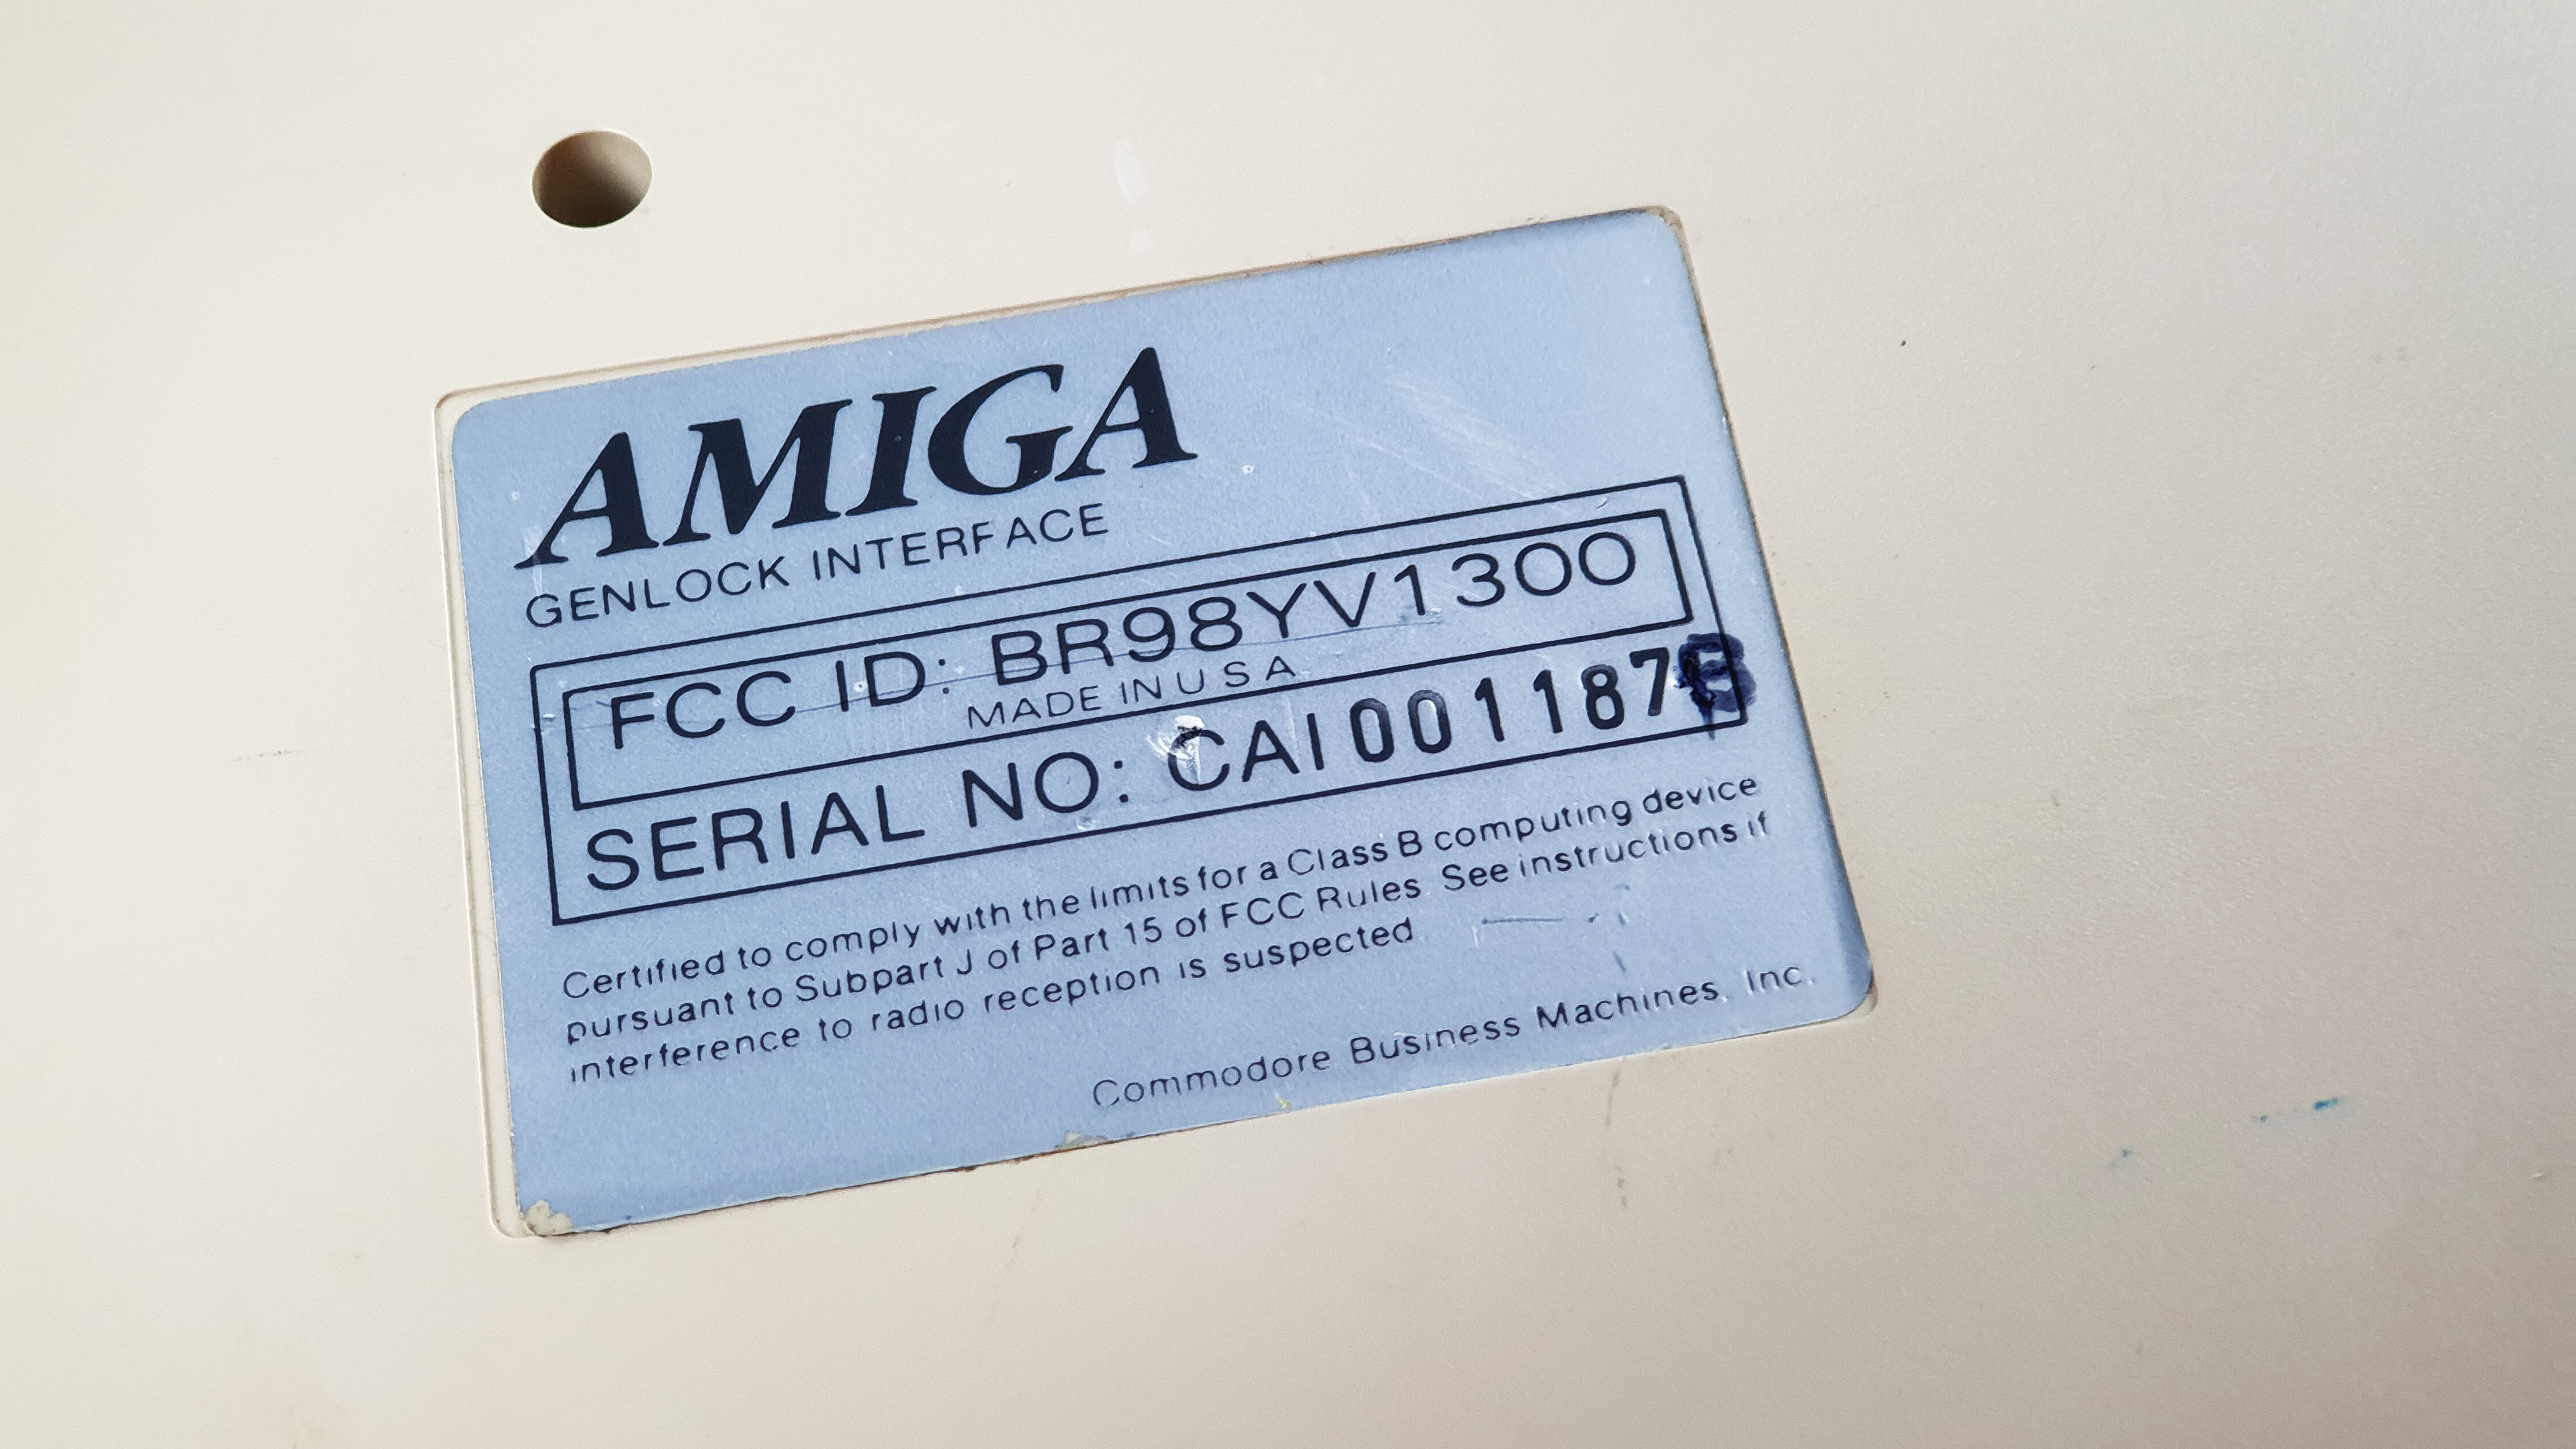 AMIGA
GENLOCK INTERFACE
FCC ID: BR98YV1300
MADE IN U S A
SERIAL NO: CA1001187
Certified to comply with the limits for a Class B computing device
pursuant to Subpart J of Part 15 of FCC Rules See instructions if
interference to radio reception is suspected
Commodore Business Machines, Inc.